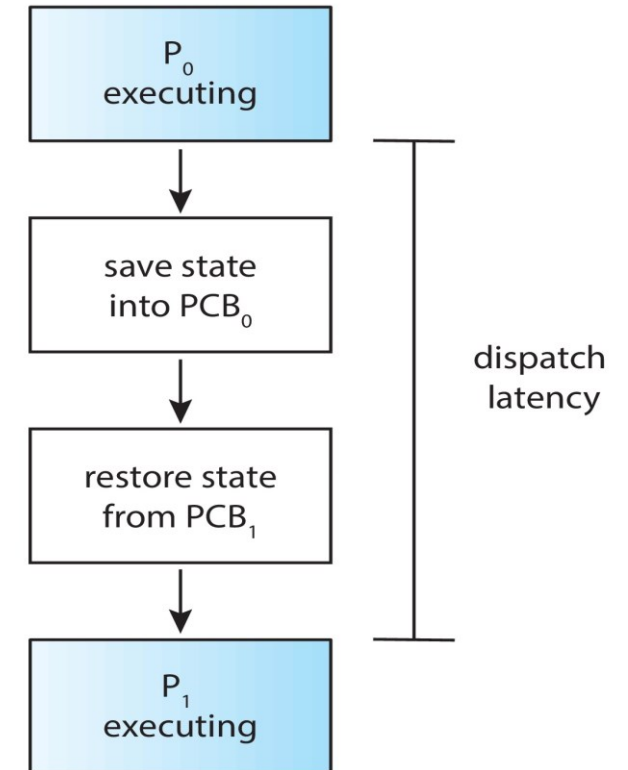 P₀
executing
save state
into PCB₀
restore state
from PCB₁
P₁
executing
dispatch
latency